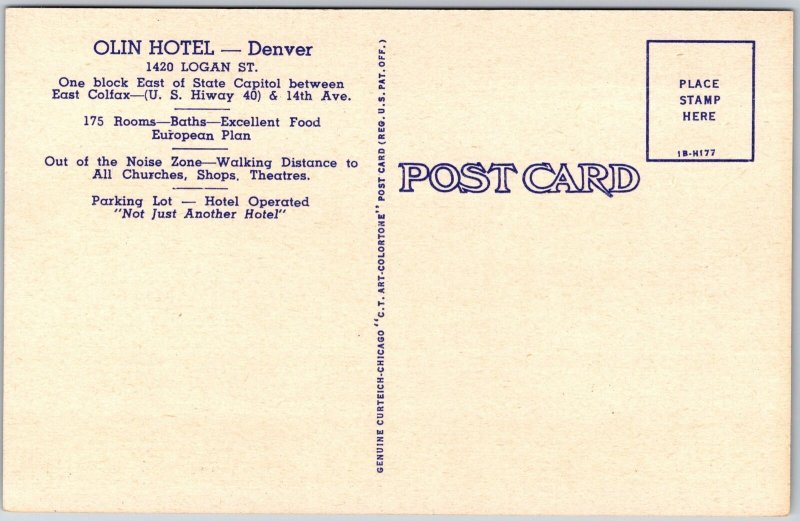 OLIN HOTEL — Denver
1420 LOGAN ST.
One block East of State Capitol between
East Colfax—(U. S. Hiway 40) & 14th Ave.
175 Rooms—Baths—Excellent Food
European Plan
Out of the Noise Zone—Walking Distance to
All Churches, Shops, Theatres.
Parking Lot — Hotel Operated
"Not Just Another Hotel"
GENUINE CURTEICH-CHICAGO "C.T. ART-COLORTONE" POST CARD (REG. U.S. PAT. OFF.)
POST CARD
PLACE
STAMP
HERE
1B-H177